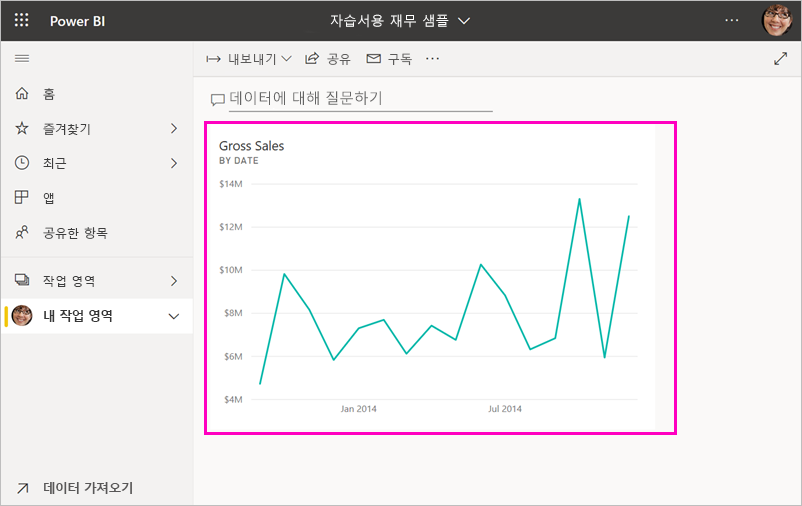 Power BI
자습서용 재무 샘플
내보내기 공유 구독
홈
즐겨찾기
최근
앱
공유한 항목
작업 영역
내 작업 영역
데이터 가져오기
데이터에 대해 질문하기
Gross Sales
BY DATE
$14M
$12M
$10M
$8M
$6M
$4M
Jan 2014 Jul 2014